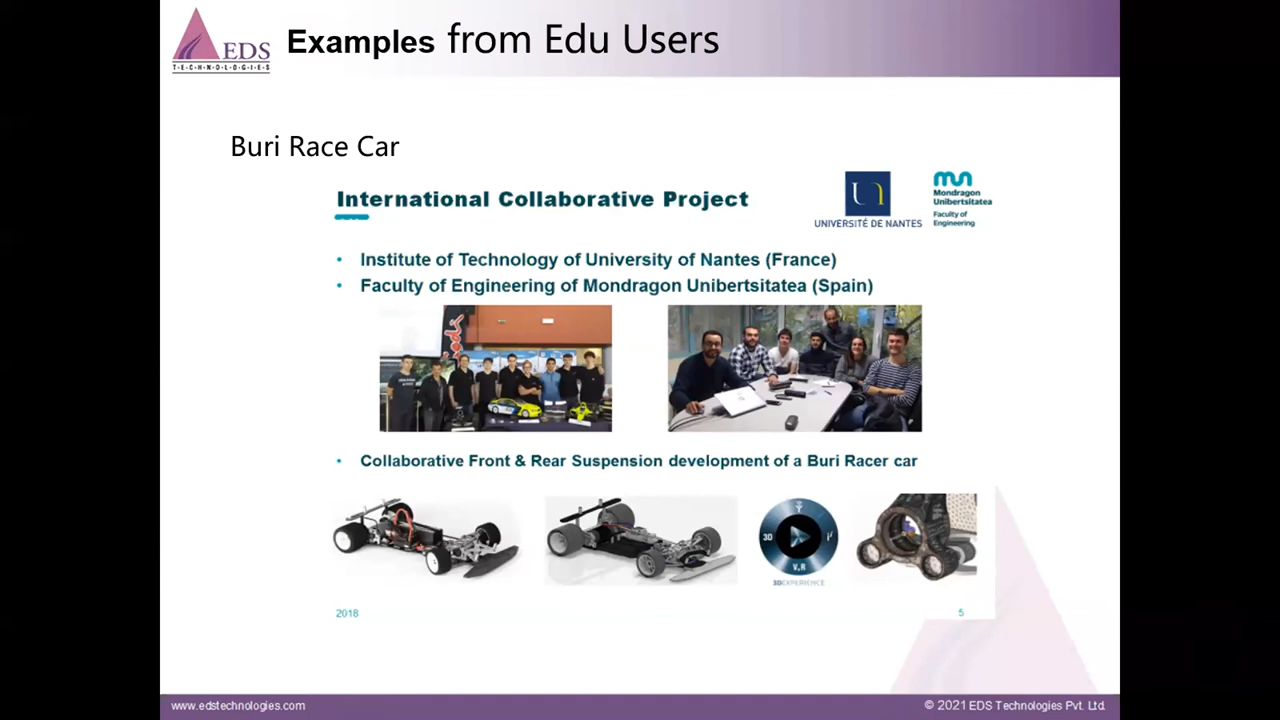 EDS
T·E·C·H·N·O·L·O·G·I·E·S
Examples from Edu Users
Buri Race Car
International Collaborative Project
UNIVERSITÉ DE NANTES
Mondragon
Unibertsitatea
Faculty of
Engineering
• Institute of Technology of University of Nantes (France)
• Faculty of Engineering of Mondragon Unibertsitatea (Spain)
• Collaborative Front & Rear Suspension development of a Buri Racer car
3D
V,R
3DEXPERIENCE
2018
5
www.edstechnologies.com
© 2021 EDS Technologies Pvt. Ltd.